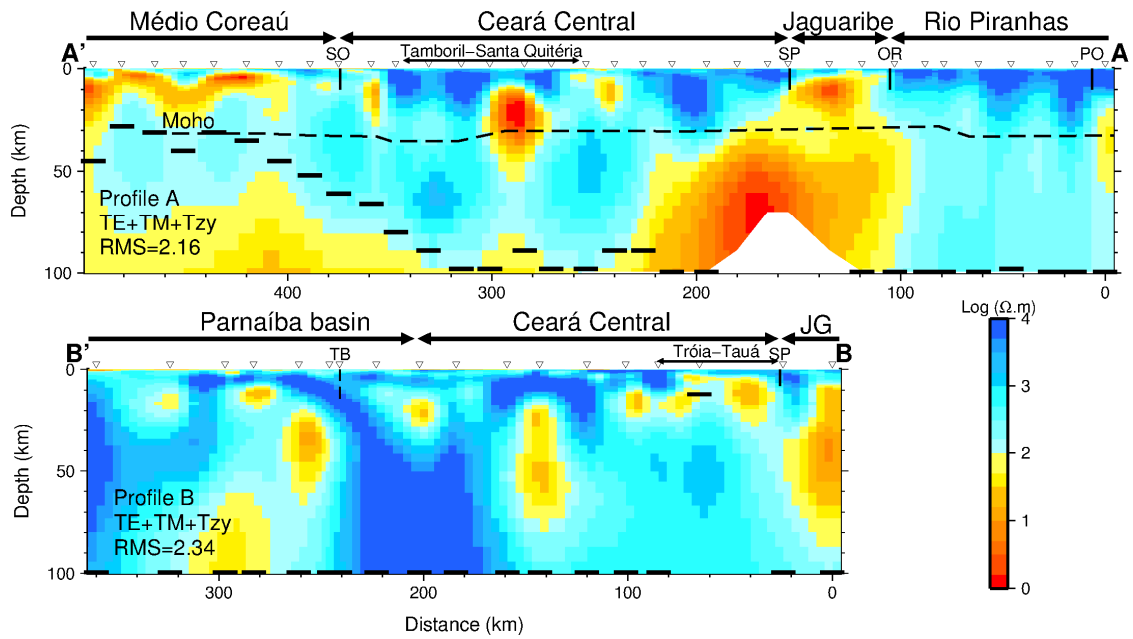 Médio Coreaú Ceará Central Jaguaribe Rio Piranhas
A' SO Tamboril−Santa Quitéria SP OR PO A
0
Moho
50
Profile A
TE+TM+Tzy
RMS=2.16
100
Depth (km)
400 300 200 100 0
Parnaíba basin Ceará Central JG
B' TB Tróia−Tauá SP B
0
50
Profile B
TE+TM+Tzy
RMS=2.34
100
Depth (km)
300 200 100 0
Distance (km)
Log (Ω.m)
4
3
2
1
0